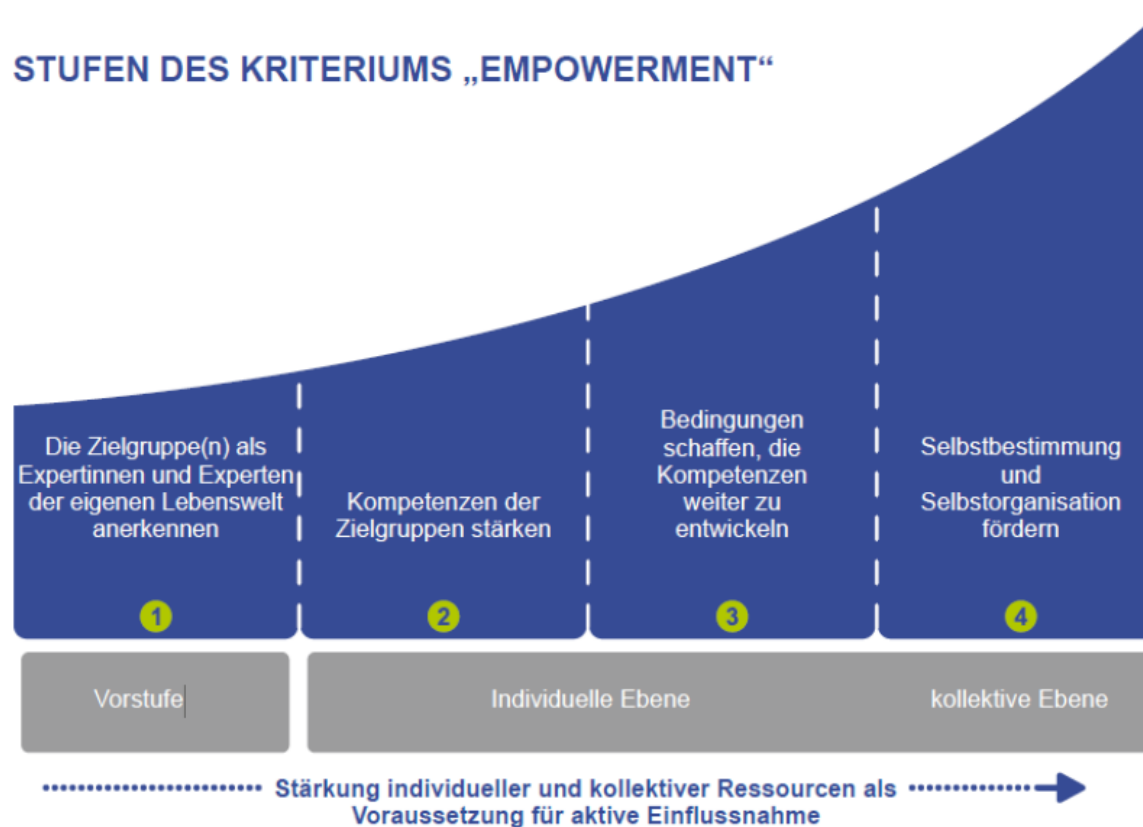 STUFEN DES KRITERIUMS „EMPOWERMENT“
Die Zielgruppe(n) als
Expertinnen und Experten
der eigenen Lebenswelt
anerkennen
1
Kompetenzen der
Zielgruppen stärken
2
Bedingungen
schaffen, die
Kompetenzen
weiter zu
entwickeln
3
Selbstbestimmung
und
Selbstorganisation
fördern
4
Vorstufe
Individuelle Ebene
kollektive Ebene
Stärkung individueller und kollektiver Ressourcen als
Voraussetzung für aktive Einflussnahme